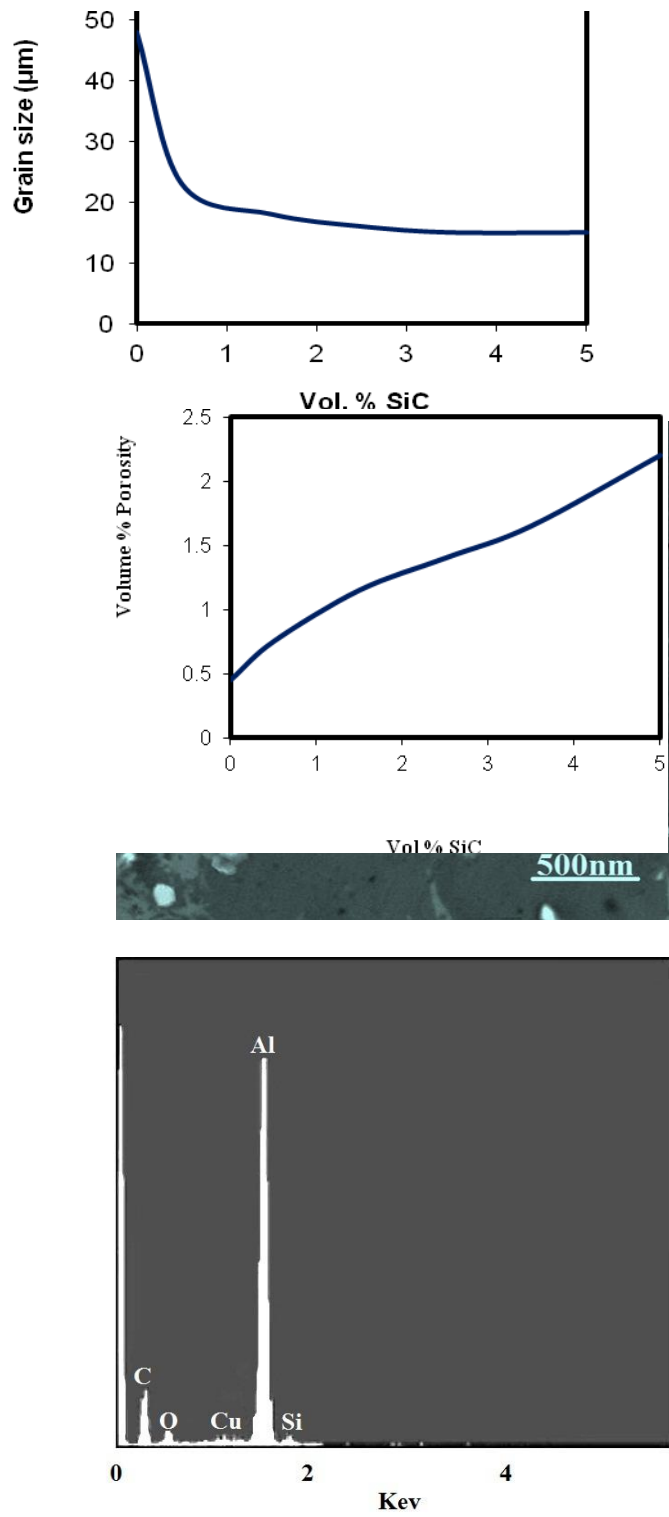 Grain size (µm)
50
40
30
20
10
0
0 1 2 3 4 5
Vol. % SiC
Volume % Porosity
2.5
2
1.5
1
0.5
0
0 1 2 3 4 5
Vol % SiC
500nm
Al
C
O
Cu
Si
0 2 4
Kev